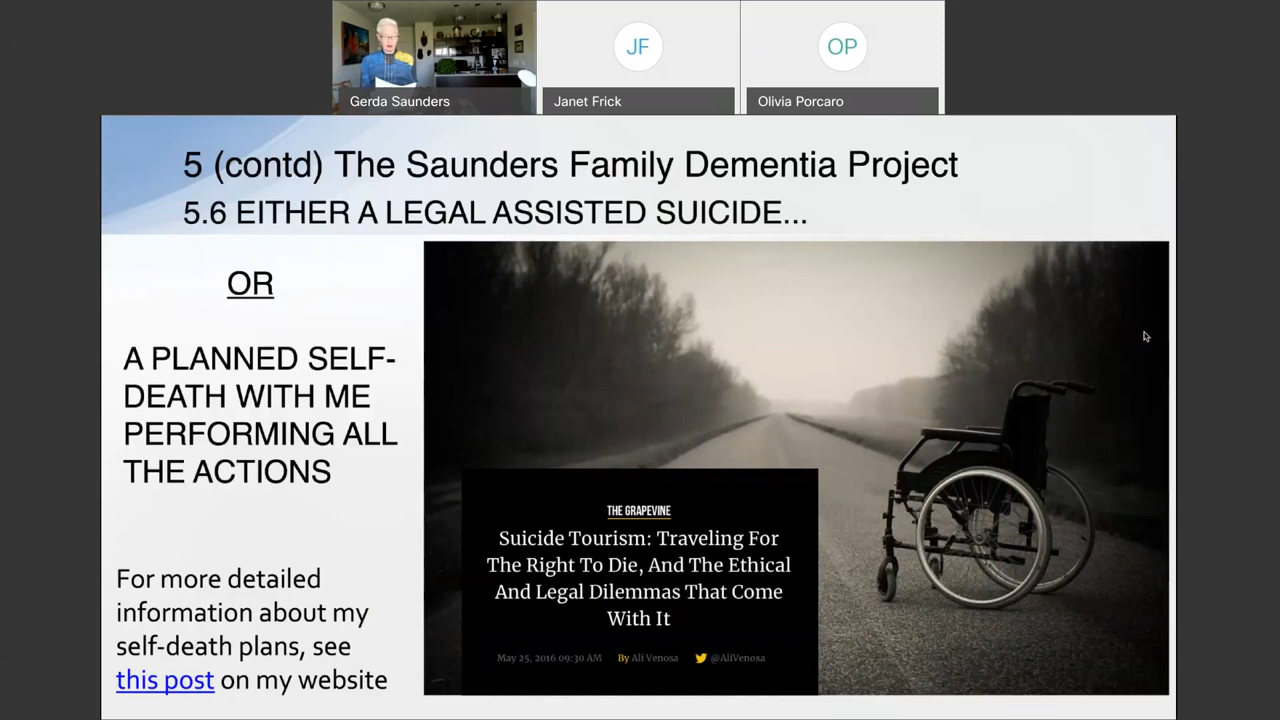 JF
OP
Gerda Saunders
Janet Frick
Olivia Porcaro
5 (contd) The Saunders Family Dementia Project
5.6 EITHER A LEGAL ASSISTED SUICIDE...
OR
A PLANNED SELF-
DEATH WITH ME
PERFORMING ALL
THE ACTIONS
For more detailed
information about my
self-death plans, see
this post on my website
THE GRAPEVINE
Suicide Tourism: Traveling For
The Right To Die, And The Ethical
And Legal Dilemmas That Come
With It
May 25, 2016 09:30 AM By Ali Venosa @AliVenosa